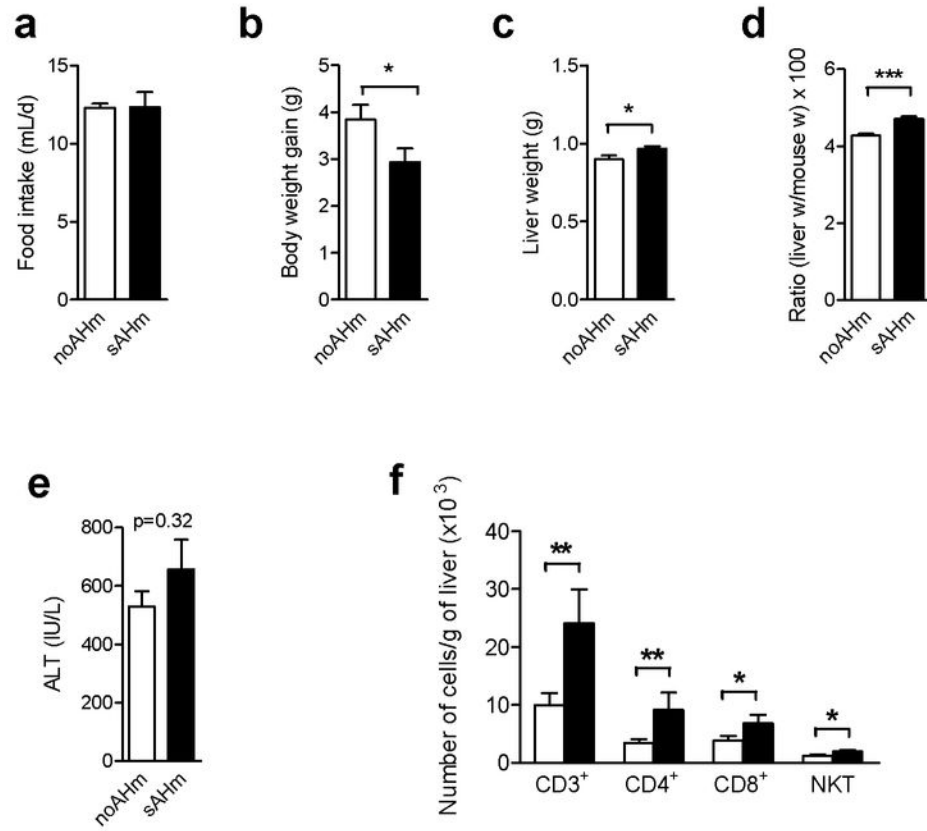 a
Food intake (mL/d)
15
10
5
0
noAHm
sAHm
b
Body weight gain (g)
5
4
3
2
1
0
*
noAHm
sAHm
c
Liver weight (g)
1.5
1.0
0.5
0.0
*
noAHm
sAHm
d
Ratio (liver w/mouse w) x 100
6
4
2
0
***
noAHm
sAHm
e
p=0.32
ALT (IU/L)
800
600
400
200
0
noAHm
sAHm
f
Number of cells/g of liver (x10³)
40
30
20
10
0
**
**
*
*
CD3⁺
CD4⁺
CD8⁺
NKT